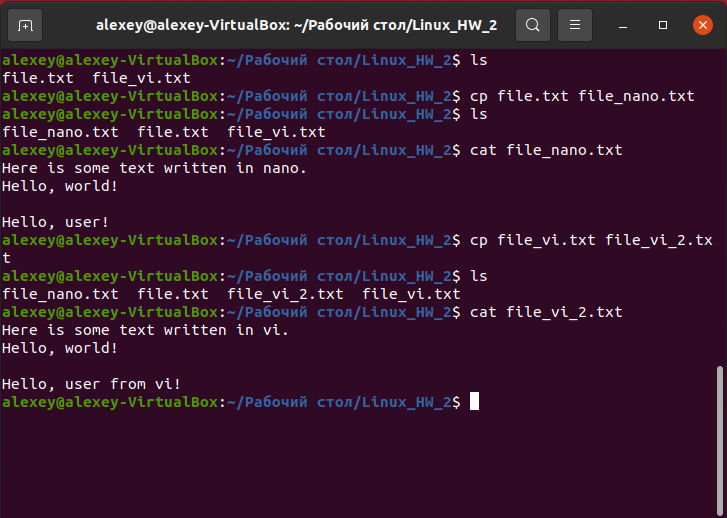 alexey@alexey-VirtualBox: ~/Рабочий стол/Linux_HW_2
alexey@alexey-VirtualBox:~/Рабочий стол/Linux_HW_2$ ls
file.txt  file_vi.txt
alexey@alexey-VirtualBox:~/Рабочий стол/Linux_HW_2$ cp file.txt file_nano.txt
alexey@alexey-VirtualBox:~/Рабочий стол/Linux_HW_2$ ls
file_nano.txt  file.txt  file_vi.txt
alexey@alexey-VirtualBox:~/Рабочий стол/Linux_HW_2$ cat file_nano.txt
Here is some text written in nano.
Hello, world!

Hello, user!
alexey@alexey-VirtualBox:~/Рабочий стол/Linux_HW_2$ cp file_vi.txt file_vi_2.tx
t
alexey@alexey-VirtualBox:~/Рабочий стол/Linux_HW_2$ ls
file_nano.txt  file.txt  file_vi_2.txt  file_vi.txt
alexey@alexey-VirtualBox:~/Рабочий стол/Linux_HW_2$ cat file_vi_2.txt
Here is some text written in vi.
Hello, world!

Hello, user from vi!
alexey@alexey-VirtualBox:~/Рабочий стол/Linux_HW_2$